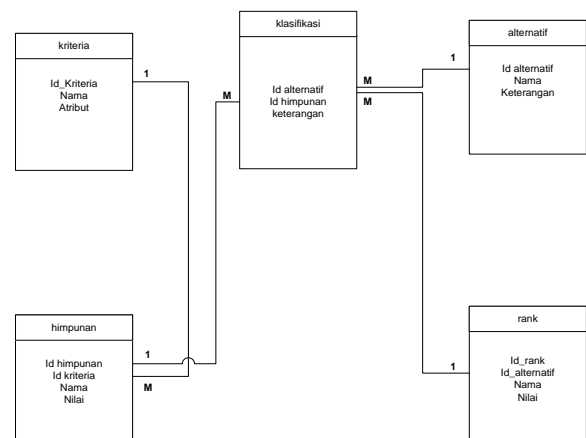 kriteria
Id_Kriteria
Nama
Atribut
1
klasifikasi
Id alternatif
Id himpunan
keterangan
M
M
M
alternatif
Id alternatif
Nama
Keterangan
1
himpunan
Id himpunan
Id kriteria
Nama
Nilai
1
M
rank
Id_rank
Id_alternatif
Nama
Nilai
1